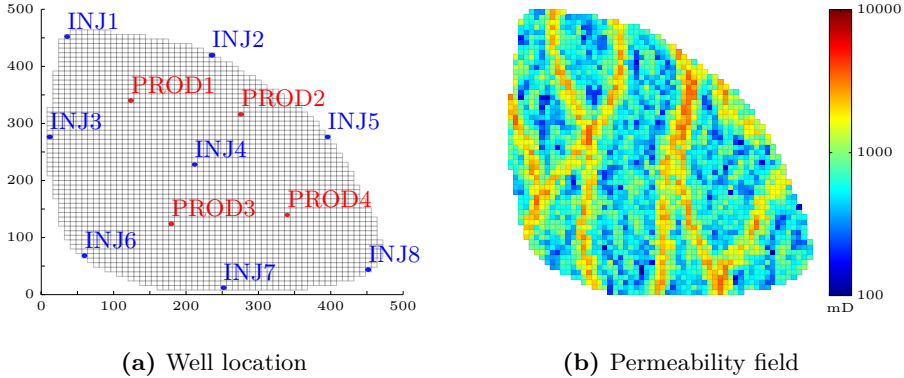 500
400
300
200
100
0
0
100
200
300
400
500
INJ1
INJ2
PROD1
PROD2
INJ3
INJ5
INJ4
PROD3
PROD4
INJ6
INJ7
INJ8
10000
1000
100
mD
(a) Well location
(b) Permeability field